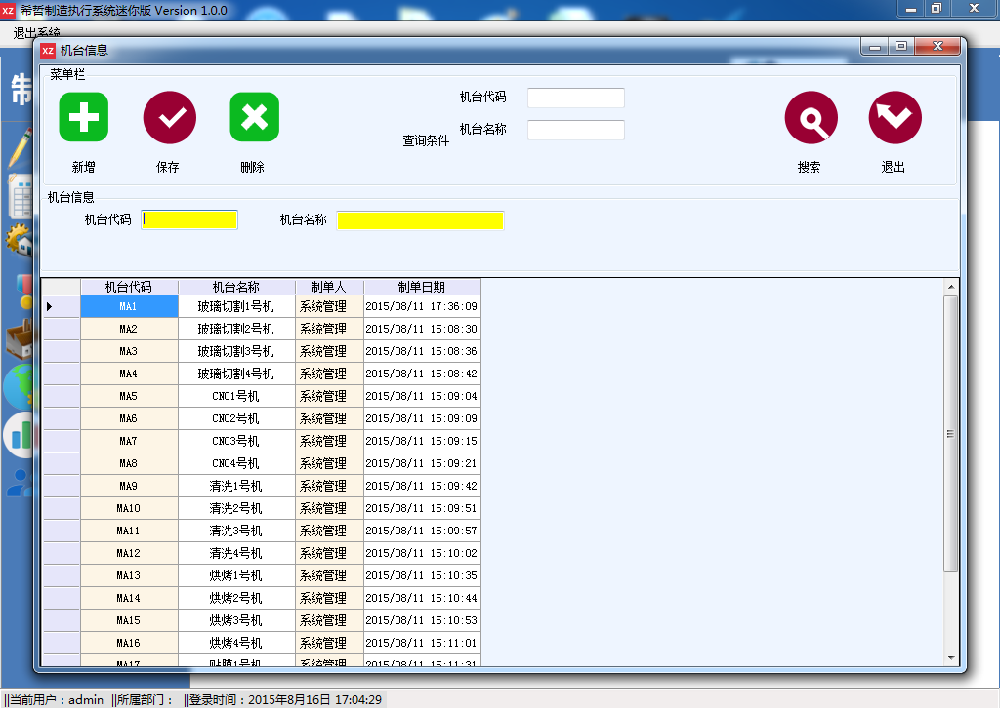 XZ 希哲制造执行系统迷你版 Version 1.0.0
退出系统
制
XZ 机台信息
菜单栏
新增 保存 删除 查询条件 机台代码 机台名称 搜索 退出
机台信息
机台代码 机台名称
机台代码 机台名称 制单人 制单日期
MA1 玻璃切割1号机 系统管理 2015/08/11 17:36:09
MA2 玻璃切割2号机 系统管理 2015/08/11 15:08:30
MA3 玻璃切割3号机 系统管理 2015/08/11 15:08:36
MA4 玻璃切割4号机 系统管理 2015/08/11 15:08:42
MA5 CNC1号机 系统管理 2015/08/11 15:09:04
MA6 CNC2号机 系统管理 2015/08/11 15:09:09
MA7 CNC3号机 系统管理 2015/08/11 15:09:15
MA8 CNC4号机 系统管理 2015/08/11 15:09:21
MA9 清洗1号机 系统管理 2015/08/11 15:09:42
MA10 清洗2号机 系统管理 2015/08/11 15:09:51
MA11 清洗3号机 系统管理 2015/08/11 15:09:57
MA12 清洗4号机 系统管理 2015/08/11 15:10:02
MA13 烘烤1号机 系统管理 2015/08/11 15:10:35
MA14 烘烤2号机 系统管理 2015/08/11 15:10:44
MA15 烘烤3号机 系统管理 2015/08/11 15:10:53
MA16 烘烤4号机 系统管理 2015/08/11 15:11:01
MA17 贴膜1号机 系统管理 2015/08/11 15:11:31
||当前用户：admin ||所属部门： ||登录时间：2015年8月16日 17:04:29